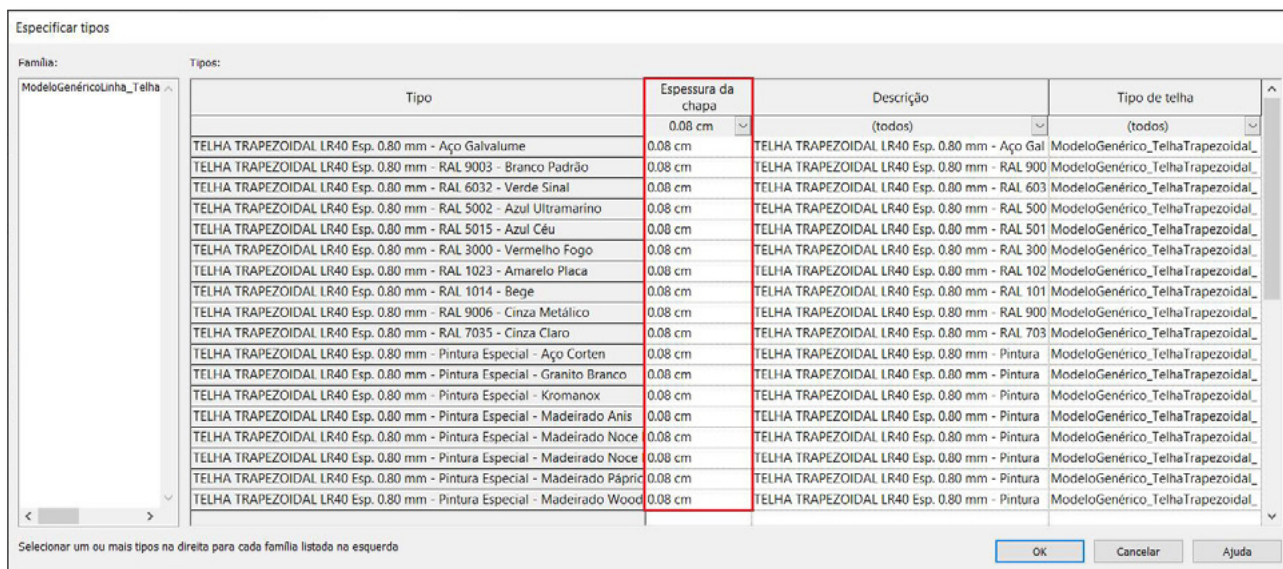 Especificar tipos
Família: Tipos:
ModeloGenéricoLinha_Telha
Tipo Espessura da chapa Descrição Tipo de telha
0.08 cm (todos) (todos)
TELHA TRAPEZOIDAL LR40 Esp. 0.80 mm - Aço Galvalume 0.08 cm TELHA TRAPEZOIDAL LR40 Esp. 0.80 mm - Aço Gal ModeloGenérico_TelhaTrapezoidal_
TELHA TRAPEZOIDAL LR40 Esp. 0.80 mm - RAL 9003 - Branco Padrão 0.08 cm TELHA TRAPEZOIDAL LR40 Esp. 0.80 mm - RAL 900 ModeloGenérico_TelhaTrapezoidal_
TELHA TRAPEZOIDAL LR40 Esp. 0.80 mm - RAL 6032 - Verde Sinal 0.08 cm TELHA TRAPEZOIDAL LR40 Esp. 0.80 mm - RAL 603 ModeloGenérico_TelhaTrapezoidal_
TELHA TRAPEZOIDAL LR40 Esp. 0.80 mm - RAL 5002 - Azul Ultramarino 0.08 cm TELHA TRAPEZOIDAL LR40 Esp. 0.80 mm - RAL 500 ModeloGenérico_TelhaTrapezoidal_
TELHA TRAPEZOIDAL LR40 Esp. 0.80 mm - RAL 5015 - Azul Céu 0.08 cm TELHA TRAPEZOIDAL LR40 Esp. 0.80 mm - RAL 501 ModeloGenérico_TelhaTrapezoidal_
TELHA TRAPEZOIDAL LR40 Esp. 0.80 mm - RAL 3000 - Vermelho Fogo 0.08 cm TELHA TRAPEZOIDAL LR40 Esp. 0.80 mm - RAL 300 ModeloGenérico_TelhaTrapezoidal_
TELHA TRAPEZOIDAL LR40 Esp. 0.80 mm - RAL 1023 - Amarelo Placa 0.08 cm TELHA TRAPEZOIDAL LR40 Esp. 0.80 mm - RAL 102 ModeloGenérico_TelhaTrapezoidal_
TELHA TRAPEZOIDAL LR40 Esp. 0.80 mm - RAL 1014 - Bege 0.08 cm TELHA TRAPEZOIDAL LR40 Esp. 0.80 mm - RAL 101 ModeloGenérico_TelhaTrapezoidal_
TELHA TRAPEZOIDAL LR40 Esp. 0.80 mm - RAL 9006 - Cinza Metálico 0.08 cm TELHA TRAPEZOIDAL LR40 Esp. 0.80 mm - RAL 900 ModeloGenérico_TelhaTrapezoidal_
TELHA TRAPEZOIDAL LR40 Esp. 0.80 mm - RAL 7035 - Cinza Claro 0.08 cm TELHA TRAPEZOIDAL LR40 Esp. 0.80 mm - RAL 703 ModeloGenérico_TelhaTrapezoidal_
TELHA TRAPEZOIDAL LR40 Esp. 0.80 mm - Pintura Especial - Aço Corten 0.08 cm TELHA TRAPEZOIDAL LR40 Esp. 0.80 mm - Pintura ModeloGenérico_TelhaTrapezoidal_
TELHA TRAPEZOIDAL LR40 Esp. 0.80 mm - Pintura Especial - Granito Branco 0.08 cm TELHA TRAPEZOIDAL LR40 Esp. 0.80 mm - Pintura ModeloGenérico_TelhaTrapezoidal_
TELHA TRAPEZOIDAL LR40 Esp. 0.80 mm - Pintura Especial - Kromanox 0.08 cm TELHA TRAPEZOIDAL LR40 Esp. 0.80 mm - Pintura ModeloGenérico_TelhaTrapezoidal_
TELHA TRAPEZOIDAL LR40 Esp. 0.80 mm - Pintura Especial - Madeirado Anis 0.08 cm TELHA TRAPEZOIDAL LR40 Esp. 0.80 mm - Pintura ModeloGenérico_TelhaTrapezoidal_
TELHA TRAPEZOIDAL LR40 Esp. 0.80 mm - Pintura Especial - Madeirado Noce 0.08 cm TELHA TRAPEZOIDAL LR40 Esp. 0.80 mm - Pintura ModeloGenérico_TelhaTrapezoidal_
TELHA TRAPEZOIDAL LR40 Esp. 0.80 mm - Pintura Especial - Madeirado Noce 0.08 cm TELHA TRAPEZOIDAL LR40 Esp. 0.80 mm - Pintura ModeloGenérico_TelhaTrapezoidal_
TELHA TRAPEZOIDAL LR40 Esp. 0.80 mm - Pintura Especial - Madeirado Pápric 0.08 cm TELHA TRAPEZOIDAL LR40 Esp. 0.80 mm - Pintura ModeloGenérico_TelhaTrapezoidal_
TELHA TRAPEZOIDAL LR40 Esp. 0.80 mm - Pintura Especial - Madeirado Wood 0.08 cm TELHA TRAPEZOIDAL LR40 Esp. 0.80 mm - Pintura ModeloGenérico_TelhaTrapezoidal_
Selecionar um ou mais tipos na direita para cada família listada na esquerda
OK Cancelar Ajuda